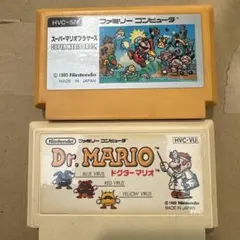 HVC-SM
ファミリー コンピュータ
スーパーマリオブラザーズ
SUPER MARIO BROS.
© 1985 Nintendo
MADE IN JAPAN
Nintendo
ファミリー コンピュータ
HVC-VU
Dr. MARIO™
ドクターマリオ
BLUE VIRUS
RED VIRUS
YELLOW VIRUS
© 1990 Nintendo
MADE IN JAPAN